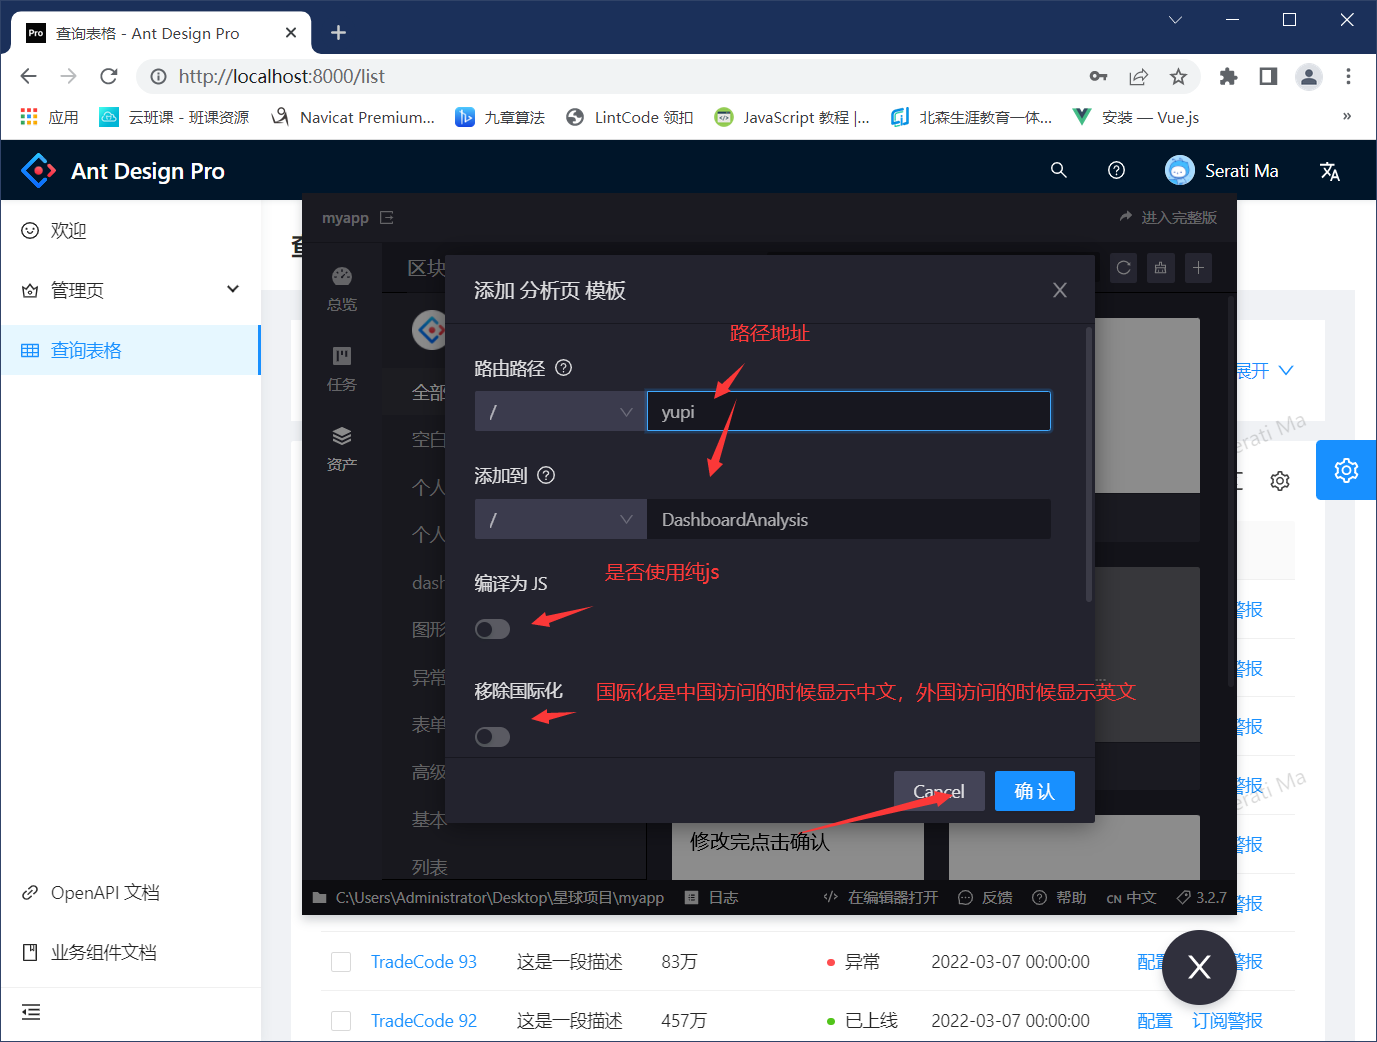 Pro 查询表格 - Ant Design Pro
http://localhost:8000/list
应用 云班课 - 班课资源 Navicat Premium... 九章算法 LintCode 领扣 JavaScript 教程 |... 北森生涯教育一体... 安装 — Vue.js »
Ant Design Pro Serati Ma
欢迎
管理页
查询表格
OpenAPI 文档
业务组件文档
myapp 进入完整版
总览
任务
资产
区块
全部
空白
个人
个人
dash
图形
异常
表单
高级
基本
列表
添加 分析页 模板
路径地址
路由路径
/ yupi
添加到
/ DashboardAnalysis
编译为 JS
是否使用纯js
移除国际化
国际化是中国访问的时候显示中文，外国访问的时候显示英文
Cancel 确 认
修改完点击确认
C:\Users\Administrator\Desktop\星球项目\myapp 日志 在编辑器打开 反馈 帮助 CN 中文 3.2.7
展开
erati Ma
警报
警报
警报
警报
erati Ma
警报
警报
TradeCode 93 这是一段描述 83万 异常 2022-03-07 00:00:00 配置 警报
TradeCode 92 这是一段描述 457万 已上线 2022-03-07 00:00:00 配置 订阅警报